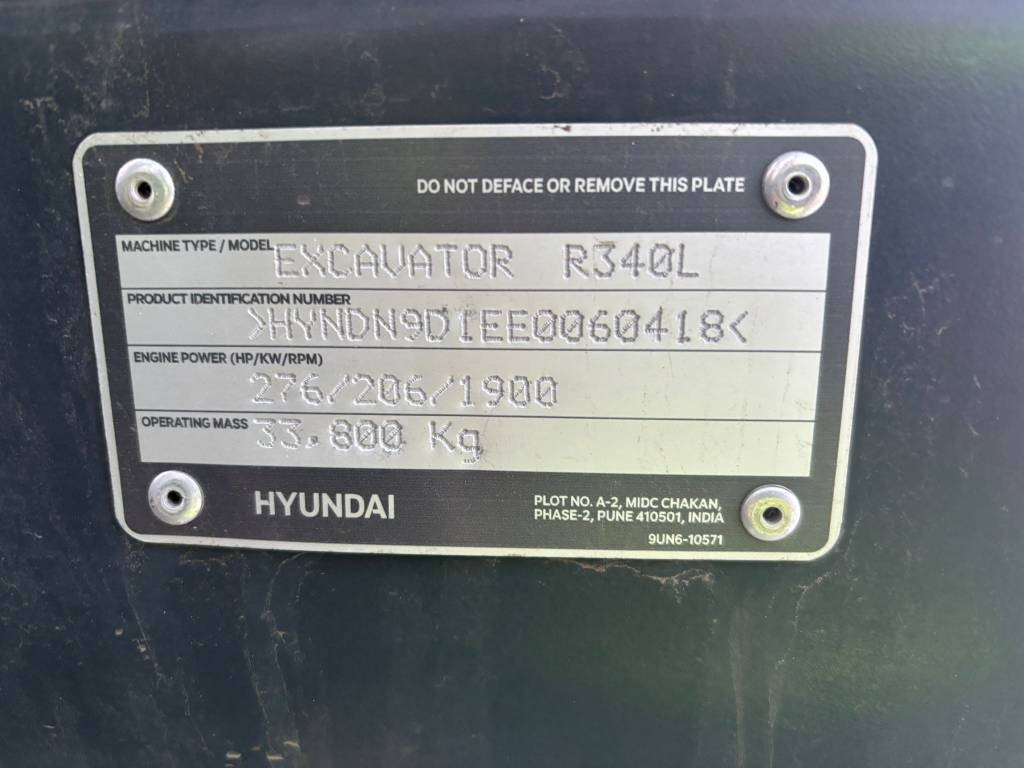 DO NOT DEFACE OR REMOVE THIS PLATE
MACHINE TYPE / MODEL EXCAVATOR R340L
PRODUCT IDENTIFICATION NUMBER
>HYNDN9D1EE0060418<
ENGINE POWER (HP/KW/RPM)
276/206/1900
OPERATING MASS 33.800 Kg
HYUNDAI
PLOT NO. A-2, MIDC CHAKAN,
PHASE-2, PUNE 410501, INDIA
9UN6-10571